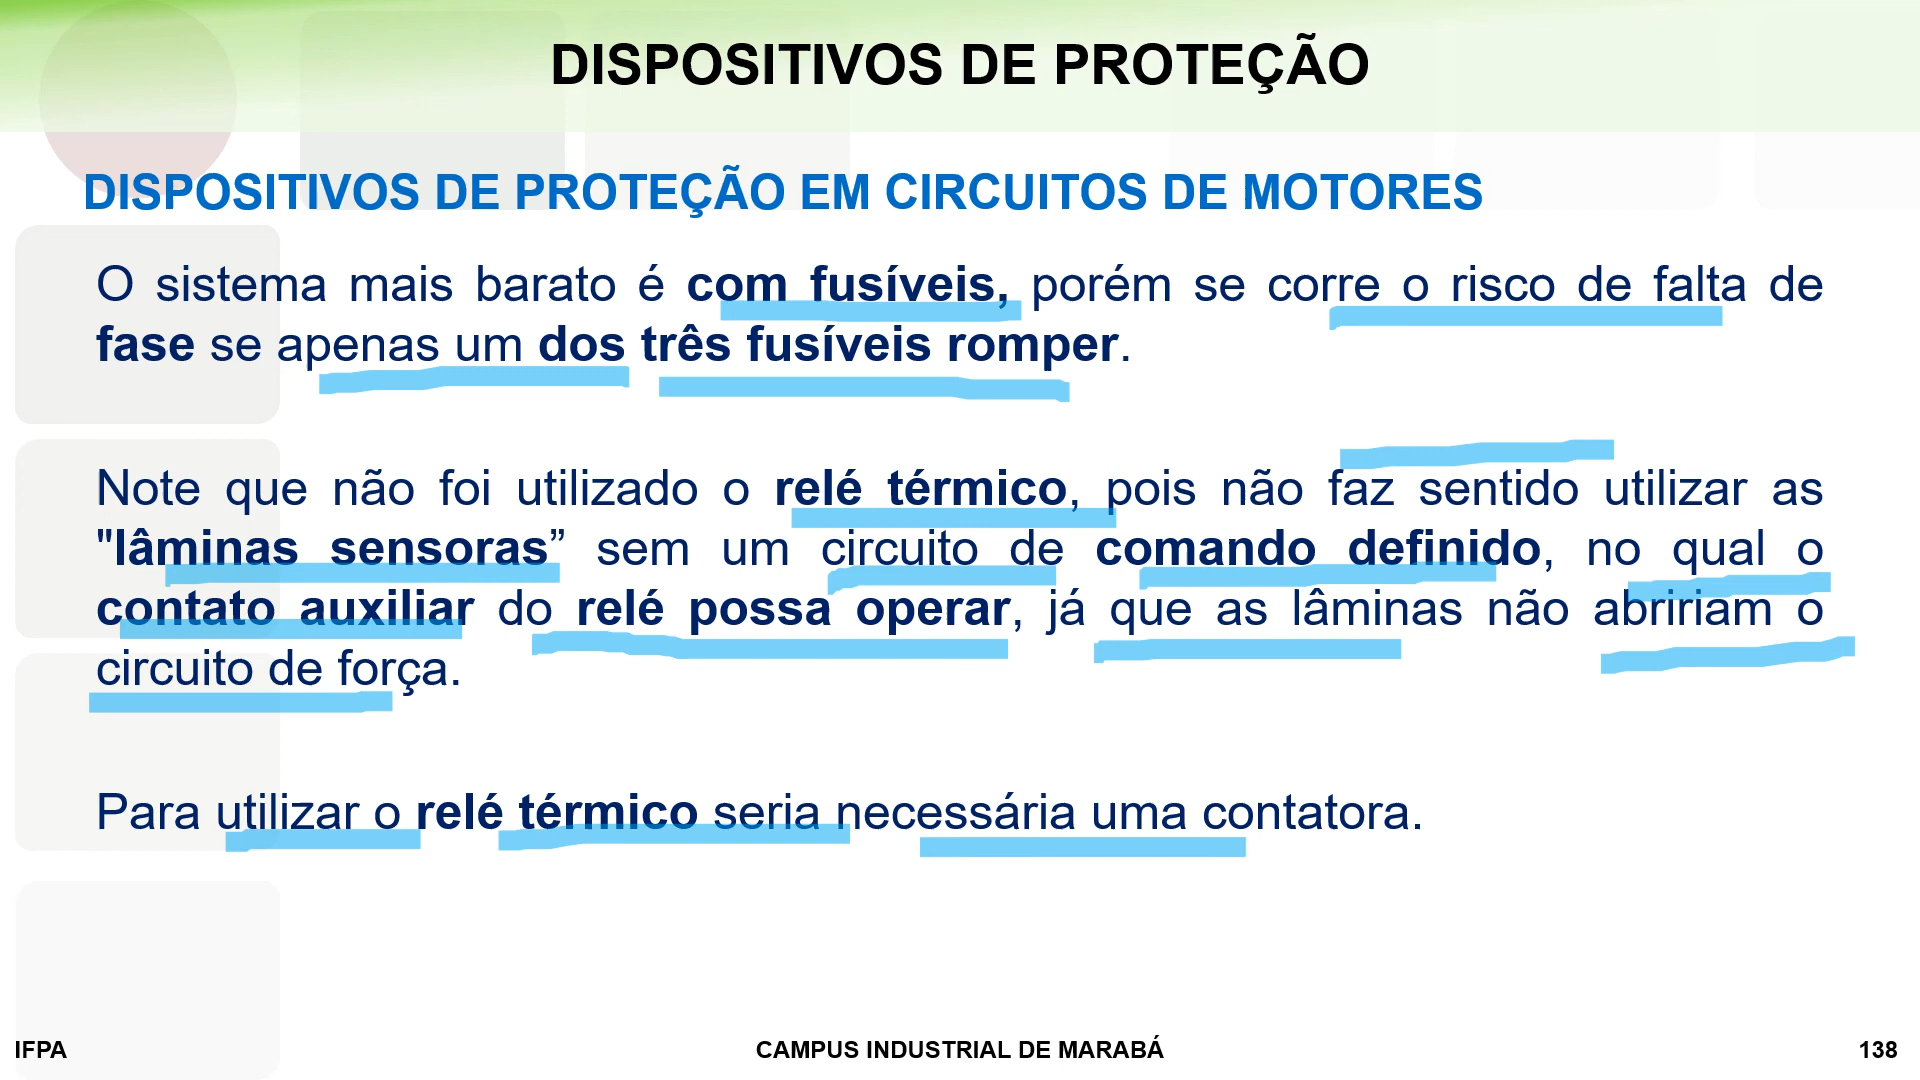 DISPOSITIVOS DE PROTEÇÃO
DISPOSITIVOS DE PROTEÇÃO EM CIRCUITOS DE MOTORES
O sistema mais barato é com fusíveis, porém se corre o risco de falta de
fase se apenas um dos três fusíveis romper.
Note que não foi utilizado o relé térmico, pois não faz sentido utilizar as
"lâminas sensoras” sem um circuito de comando definido, no qual o
contato auxiliar do relé possa operar, já que as lâminas não abririam o
circuito de força.
Para utilizar o relé térmico seria necessária uma contatora.
IFPA
CAMPUS INDUSTRIAL DE MARABÁ
138